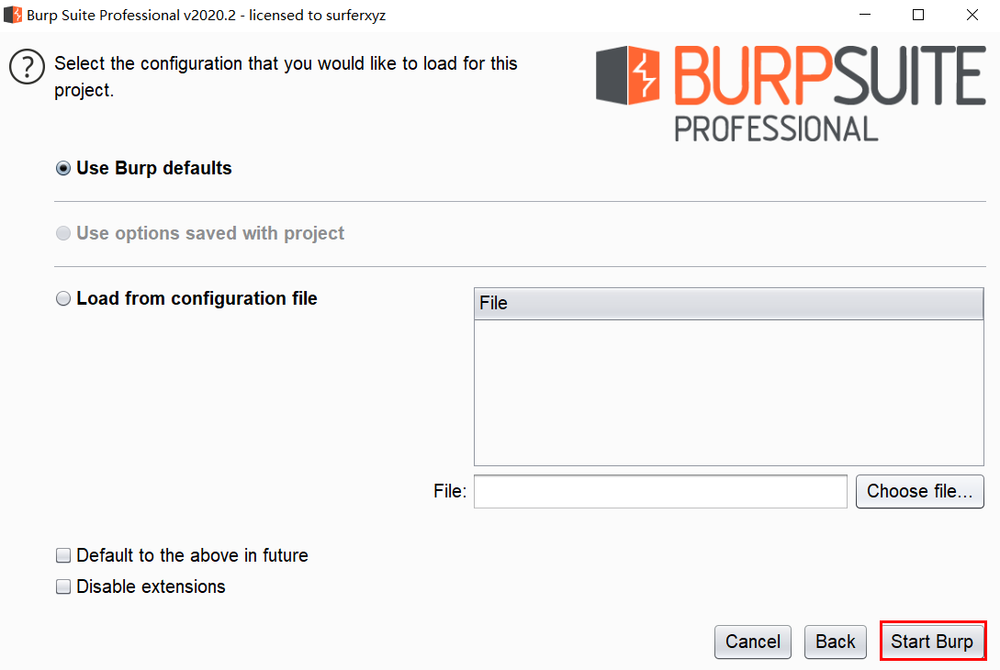 Burp Suite Professional v2020.2 - licensed to surferxyz
?
Select the configuration that you would like to load for this
project.
BURPSUITE
PROFESSIONAL
Use Burp defaults
Use options saved with project
Load from configuration file
File
File:
Choose file...
Default to the above in future
Disable extensions
Cancel
Back
Start Burp